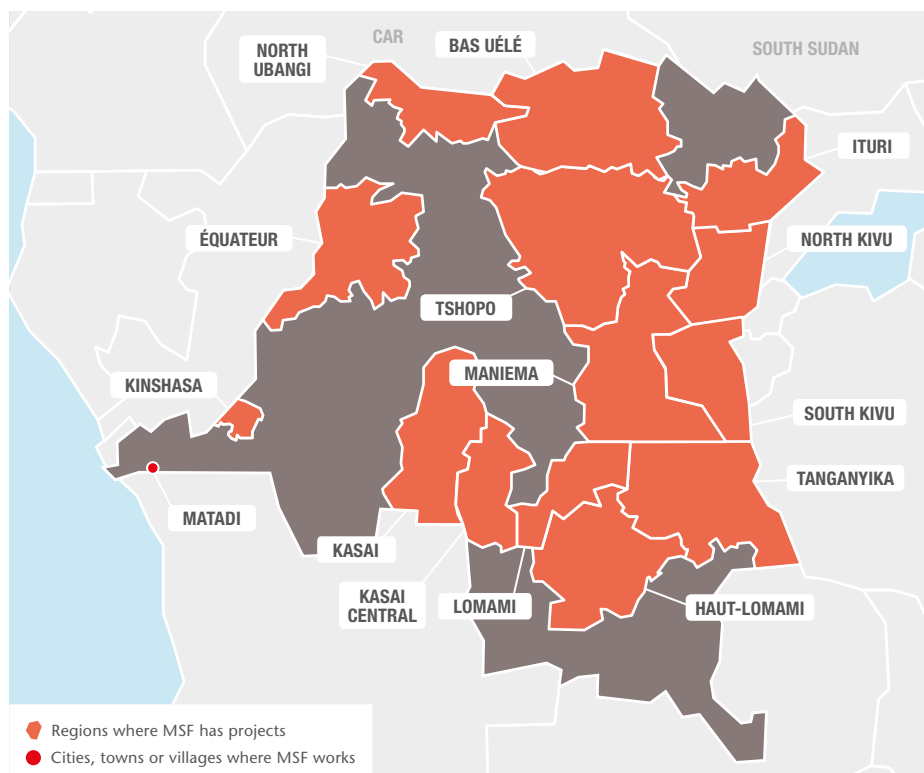 CAR
BAS UÉLÉ
SOUTH SUDAN
NORTH
UBANGI
ITURI
ÉQUATEUR
NORTH KIVU
TSHOPO
MANIEMA
KINSHASA
SOUTH KIVU
TANGANYIKA
MATADI
KASAI
KASAI
CENTRAL
LOMAMI
HAUT-LOMAMI
Regions where MSF has projects
Cities, towns or villages where MSF works